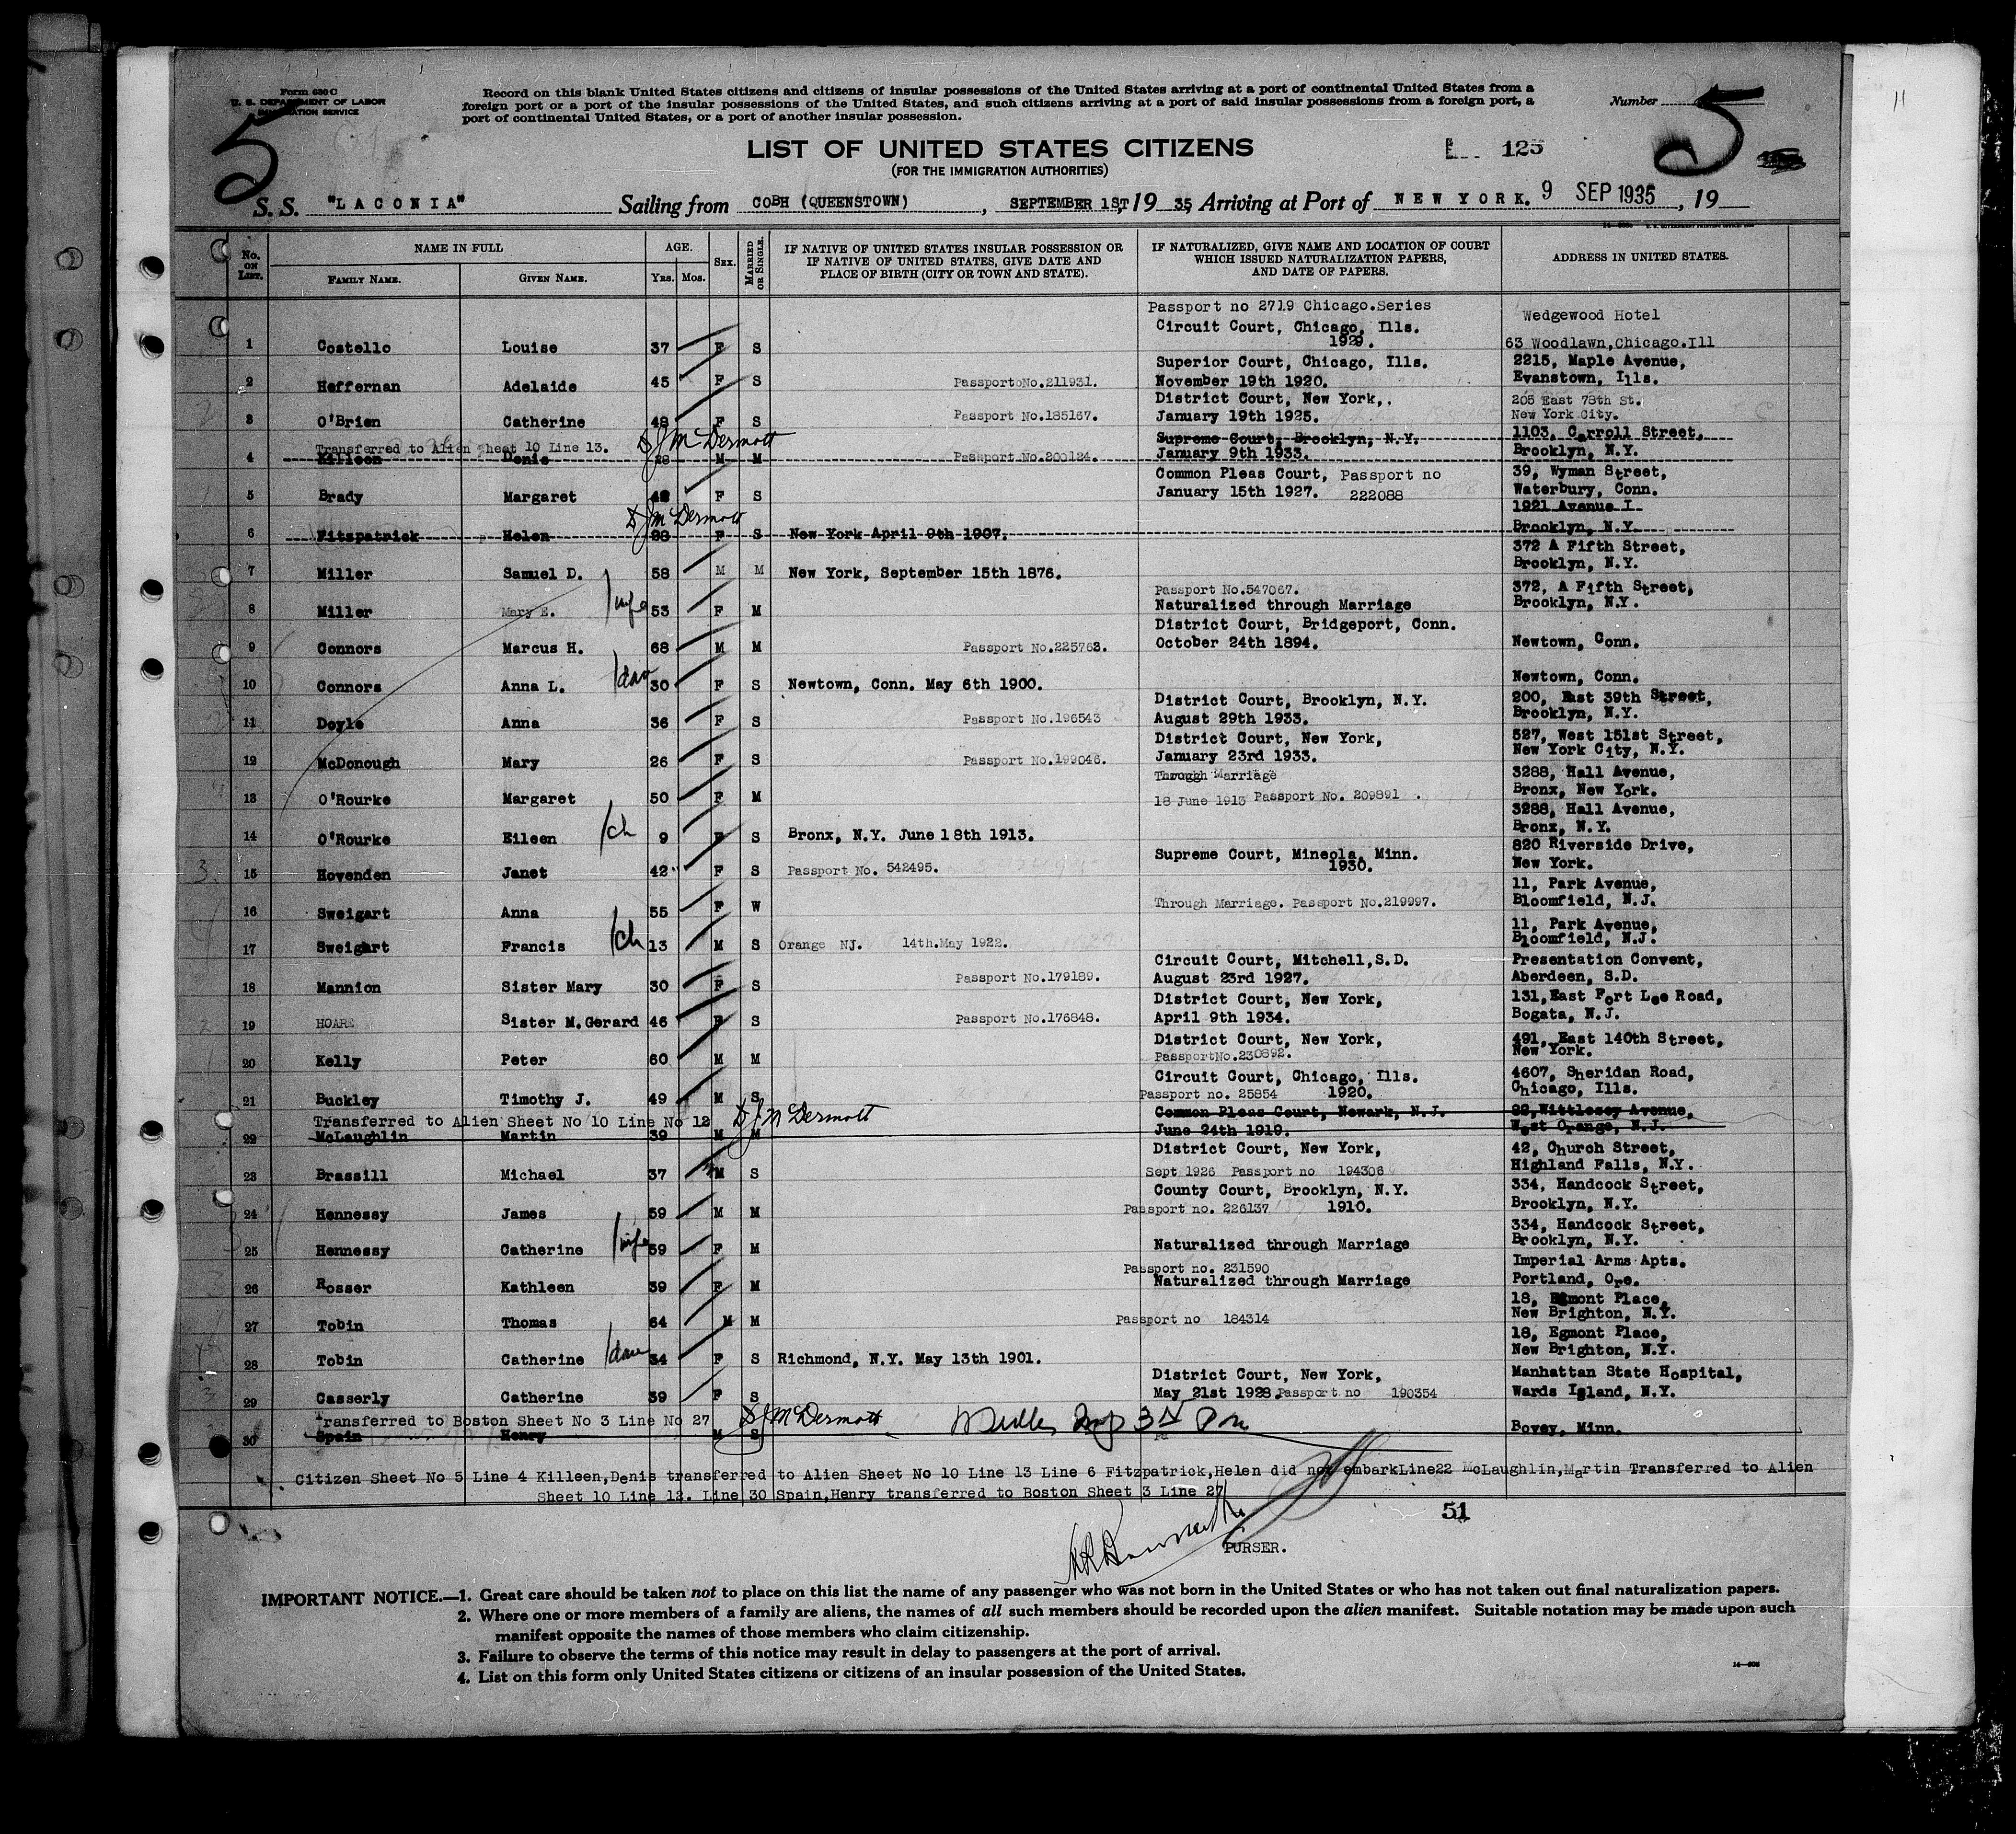 Form 630 C
U. S. DEPARTMENT OF LABOR
IMMIGRATION SERVICE
5
Record on this blank United States citizens and citizens of insular possessions of the United States arriving at a port of continental United States from a
foreign port or a port of the insular possessions of the United States, and such citizens arriving at a port of said insular possessions from a foreign port, a
port of continental United States, or a port of another insular possession.
Number 5
LIST OF UNITED STATES CITIZENS
(FOR THE IMMIGRATION AUTHORITIES)
125
S. S. "LACONIA" Sailing from COBH (QUEENSTOWN), SEPTEMBER 1ST, 19 35, Arriving at Port of NEW YORK. 9 SEP 1935, 19
No. ON LIST. NAME IN FULL FAMILY NAME. GIVEN NAME. AGE. YRS. MOS. SEX. MARRIED OR SINGLE. IF NATIVE OF UNITED STATES INSULAR POSSESSION OR IF NATIVE OF UNITED STATES, GIVE DATE AND PLACE OF BIRTH (CITY OR TOWN AND STATE). IF NATURALIZED, GIVE NAME AND LOCATION OF COURT WHICH ISSUED NATURALIZATION PAPERS, AND DATE OF PAPERS. ADDRESS IN UNITED STATES.
Passport no 2719 Chicago.Series Wedgewood Hotel
Circuit Court, Chicago, Ills.
1 Costello Louise 37 F S 1929. 63 Woodlawn,Chicago.Ill
Superior Court, Chicago, Ills. 2215, Maple Avenue,
2 Heffernan Adelaide 45 F S PassportoNo.211931. November 19th 1920. Evanstown, Ills.
District Court, New York,. 205 East 78th St.
3 O'Brien Catherine 48 F S Passport No.185167. January 19th 1925. New York City.
Transferred to Alien Sheet 10 Line 13. D J McDermott Supreme Court, Brooklyn, N.Y. 1103, Carroll Street,
4 Killeen Denis 29 M M Passport No.200124. January 9th 1933. Brooklyn, N.Y.
Common Pleas Court, Passport no 39, Wyman Street,
5 Brady Margaret F S January 15th 1927. 222088 Waterbury, Conn.
D J McDermott 1921 Avenue I
6 Fitzpatrick Helen 28 F S New York April 9th 1907. Brooklyn, N.Y.
372 A Fifth Street,
7 Miller Samuel D. 58 M M New York, September 15th 1876. Brooklyn, N.Y.
Passport No.547067. 372, A Fifth Street,
8 Miller Mary E. wife 53 F M Naturalized through Marriage Brooklyn, N.Y.
District Court, Bridgeport, Conn.
9 Connors Marcus H. 68 M M Passport No.225763. October 24th 1894. Newtown, Conn.
10 Connors Anna L. dau 30 F S Newtown, Conn. May 6th 1900. Newtown, Conn.
District Court, Brooklyn, N.Y. 200, East 39th Street,
11 Doyle Anna 36 F S Passport No.196543 August 29th 1933. Brooklyn, N.Y.
District Court, New York, 527, West 151st Street,
12 McDonough Mary 26 F S Passport No.199046. January 23rd 1933. New York City, N.Y.
Through Marriage 3288, Hall Avenue,
13 O'Rourke Margaret 50 F M 18 June 1913 Passport No. 209891 . Bronx, New York.
3288, Hall Avenue,
14 O'Rourke Eileen ch 9 F S Bronx, N.Y. June 18th 1913. Bronx, N.Y.
Supreme Court, Mineola, Minn. 820 Riverside Drive,
15 Hovenden Janet 42 F S Passport No. 542495. 1930. New York.
11, Park Avenue,
16 Sweigart Anna 55 F W Through Marriage. Passport No.219997. Bloomfield, N.J.
11, Park Avenue,
17 Sweigart Francis ch 13 M S Orange NJ. 14th.May 1922. Bloomfield, N.J.
Circuit Court, Mitchell,S.D. Presentation Convent,
18 Mannion Sister Mary 30 F S Passport No.179189. August 23rd 1927. Aberdeen, S.D.
District Court, New York, 131,East Fort Lee Road,
19 HOARE Sister M.Gerard 46 F S Passport No.176848. April 9th 1934. Bogata, N.J.
District Court, New York, 491, East 140th Street,
20 Kelly Peter 60 M M PassportNo.230892. New York.
Circuit Court, Chicago, Ills. 4607, Sheridan Road,
21 Buckley Timothy J. 49 M S Passport no. 25854 1920. Chicago, Ills.
Transferred to Alien Sheet No 10 Line No 12 D J McDermott Common Pleas Court, Newark, N.J. 22,Wittlesey Avenue,
22 McLaughlin Martin 39 M M June 24th 1919. West Orange, N.J.
District Court, New York, 42, Church Street,
23 Brassill Michael 37 M S Sept 1926 Passport no 194306 Highland Falls, N.Y.
County Court, Brooklyn, N.Y. 334, Handcock Street,
24 Hennessy James 59 M M Passport no. 226137 1910. Brooklyn, N.Y.
334, Handcock Street,
25 Hennessy Catherine wife 59 F M Naturalized through Marriage Brooklyn, N.Y.
Passport no. 231590 Imperial Arms Apts.
26 Rosser Kathleen 39 F M Naturalized through Marriage Portland, Ore.
18, Egmont Place,
27 Tobin Thomas 64 M M Passport no 184314 New Brighton, N.Y.
18, Egmont Place,
28 Tobin Catherine dau 34 F S Richmond, N.Y. May 13th 1901. New Brighton, N.Y.
District Court, New York, Manhattan State Hospital,
29 Casserly Catherine 39 F S May 21st 1928 Passport no 190354 Wards Island, N.Y.
Transferred to Boston Sheet No 3 Line No 27 D J McDermott
30 Spain Henry M S Bovey, Minn.
Citizen Sheet No 5 Line 4 Killeen,Denis transferred to Alien Sheet No 10 Line 13 Line 6 Fitzpatrick,Helen did not embarkLine22 McLaughlin,Martin Transferred to Alien
Sheet 10 Line 12. Line 30 Spain,Henry transferred to Boston Sheet 3 Line 27
51
PURSER.
IMPORTANT NOTICE.—1. Great care should be taken not to place on this list the name of any passenger who was not born in the United States or who has not taken out final naturalization papers.
2. Where one or more members of a family are aliens, the names of all such members should be recorded upon the alien manifest. Suitable notation may be made upon such
manifest opposite the names of those members who claim citizenship.
3. Failure to observe the terms of this notice may result in delay to passengers at the port of arrival.
4. List on this form only United States citizens or citizens of an insular possession of the United States.